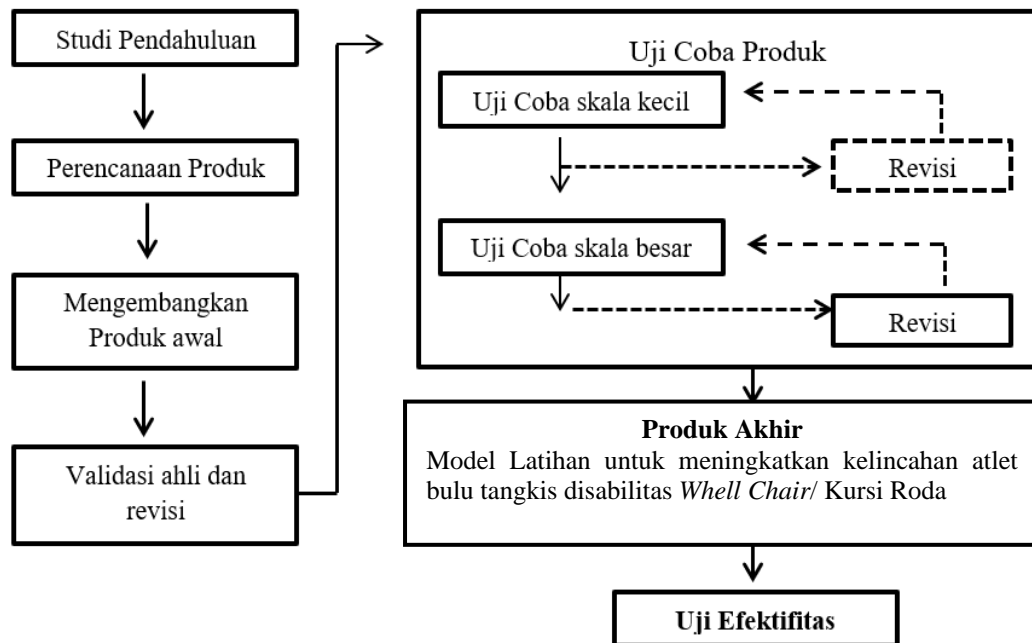 Studi Pendahuluan
Perencanaan Produk
Mengembangkan
Produk awal
Validasi ahli dan
revisi
Uji Coba Produk
Uji Coba skala kecil
Revisi
Uji Coba skala besar
Revisi
Produk Akhir
Model Latihan untuk meningkatkan kelincahan atlet
bulu tangkis disabilitas Whell Chair/ Kursi Roda
Uji Efektifitas